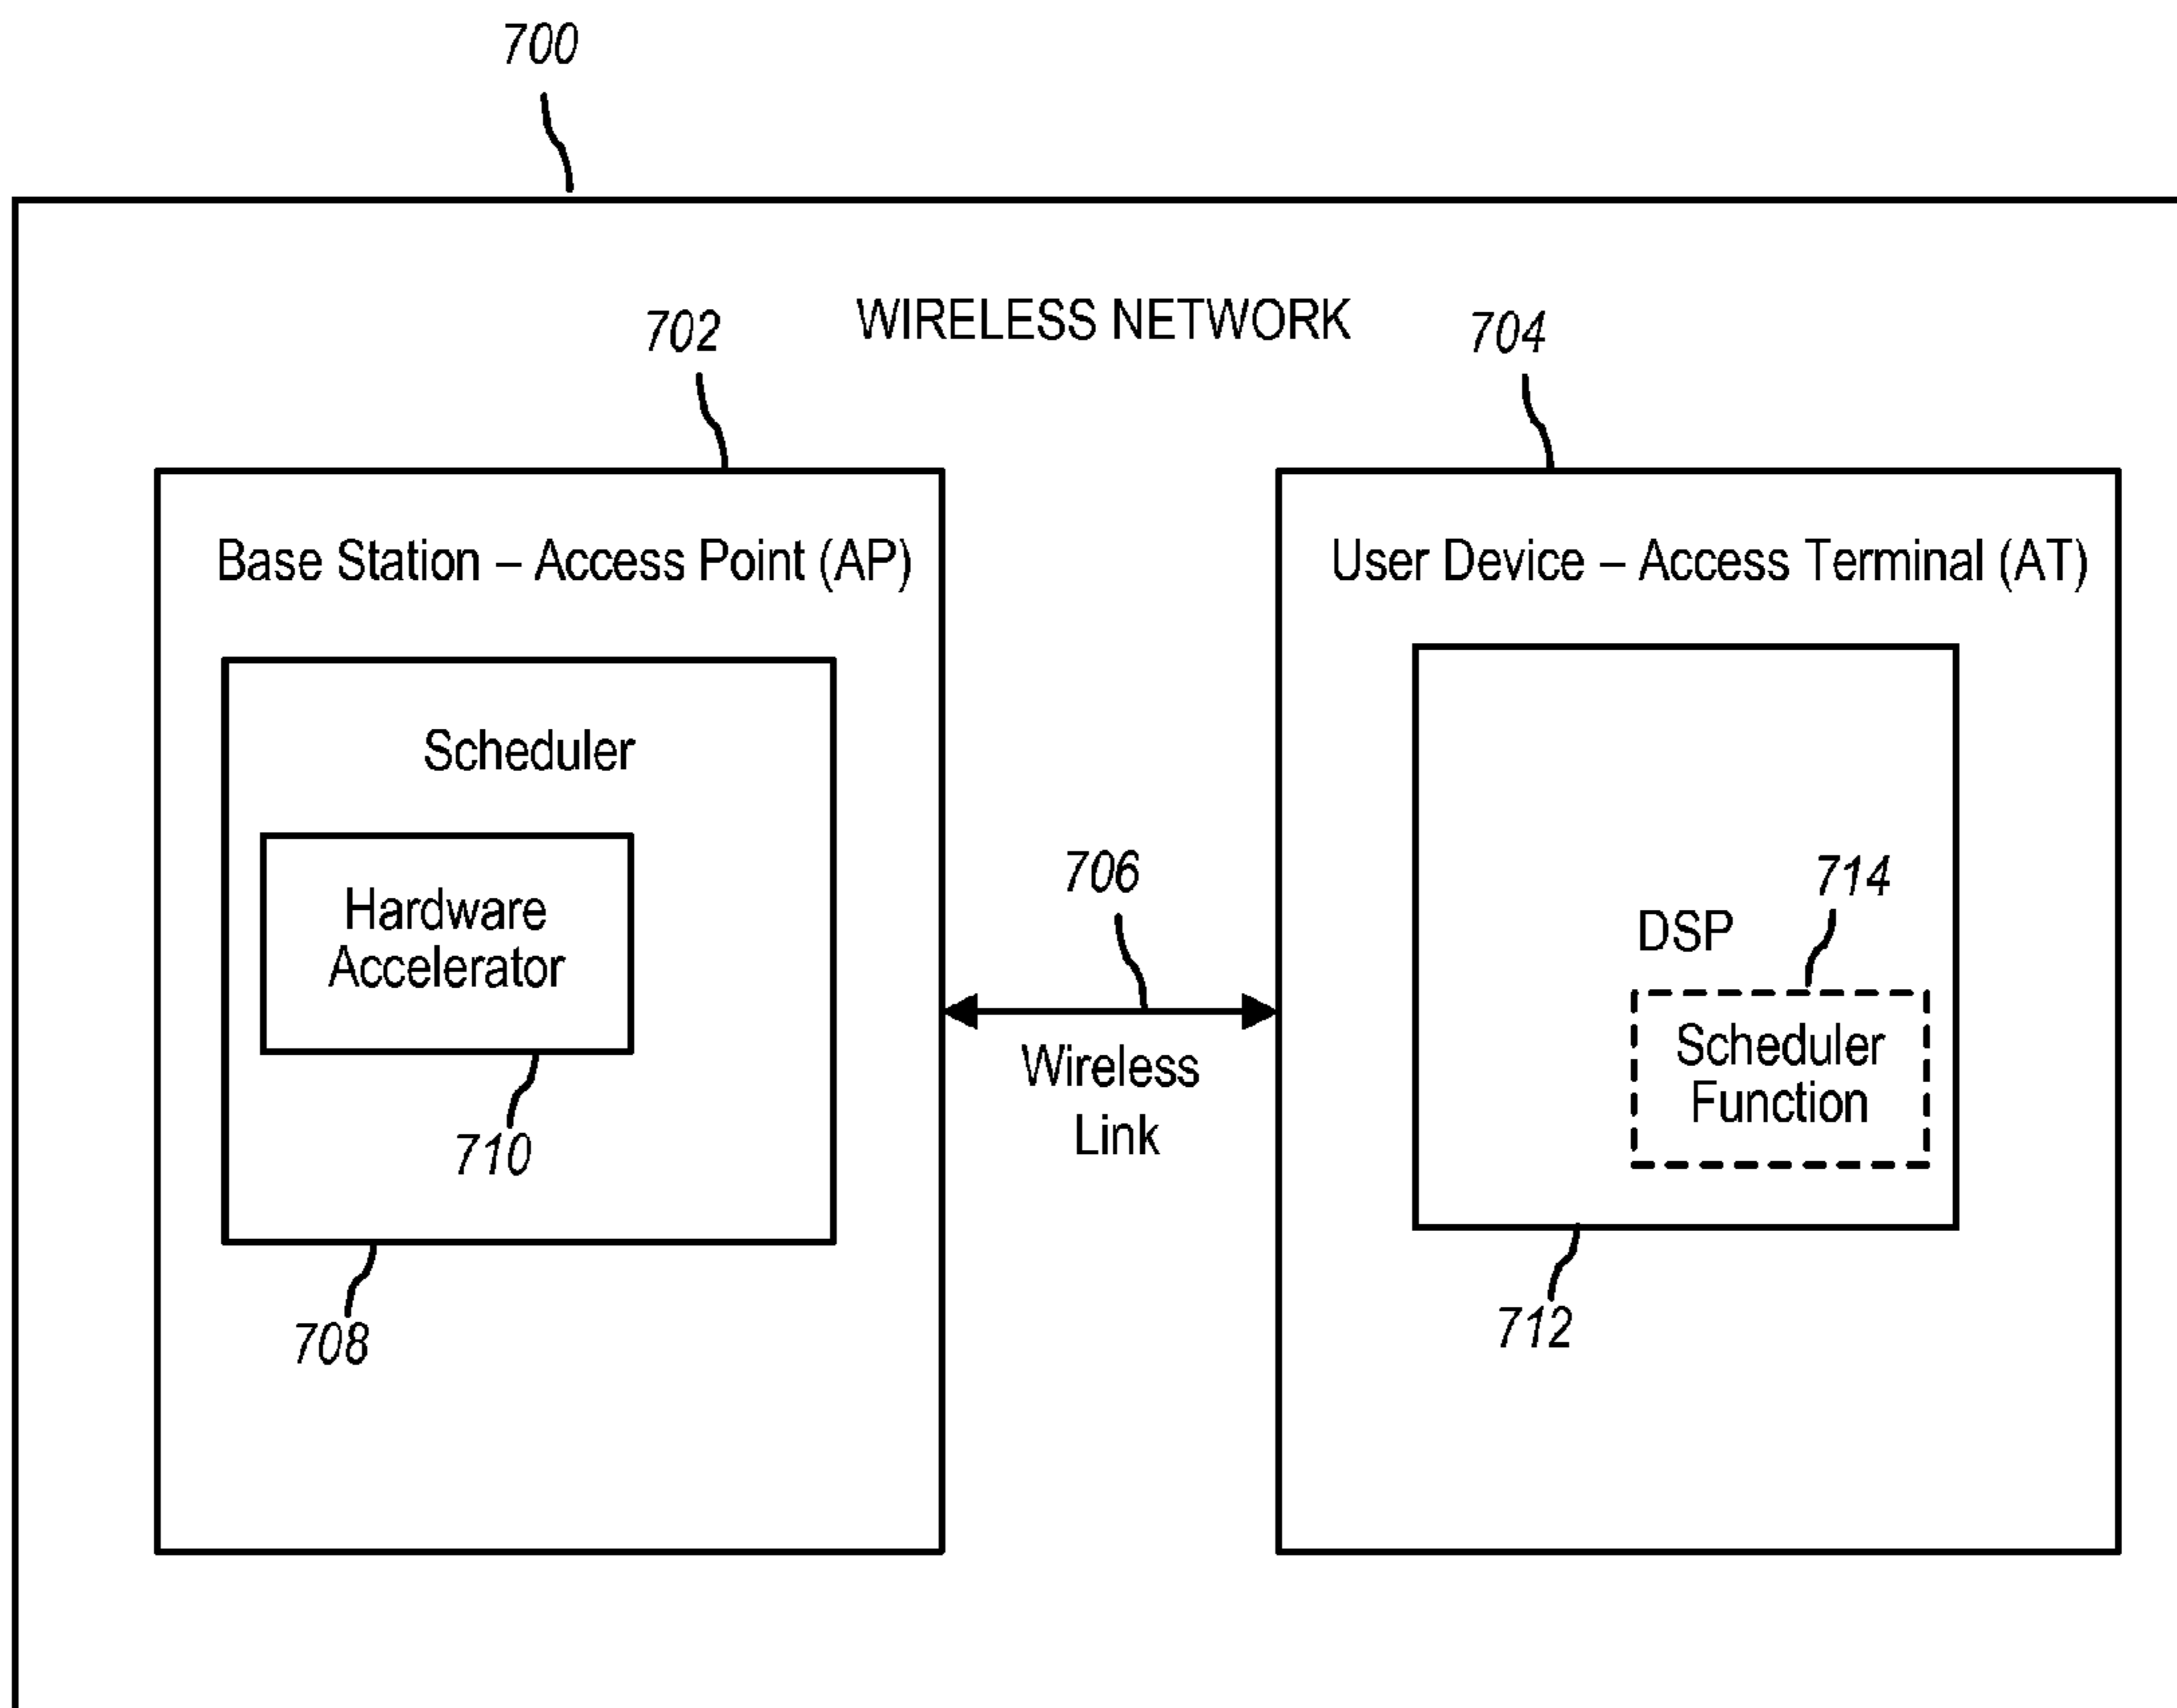 700
WIRELESS NETWORK
702
704
Base Station – Access Point (AP)
User Device – Access Terminal (AT)
Scheduler
Hardware
Accelerator
710
708
706
Wireless
Link
DSP
714
Scheduler
Function
712